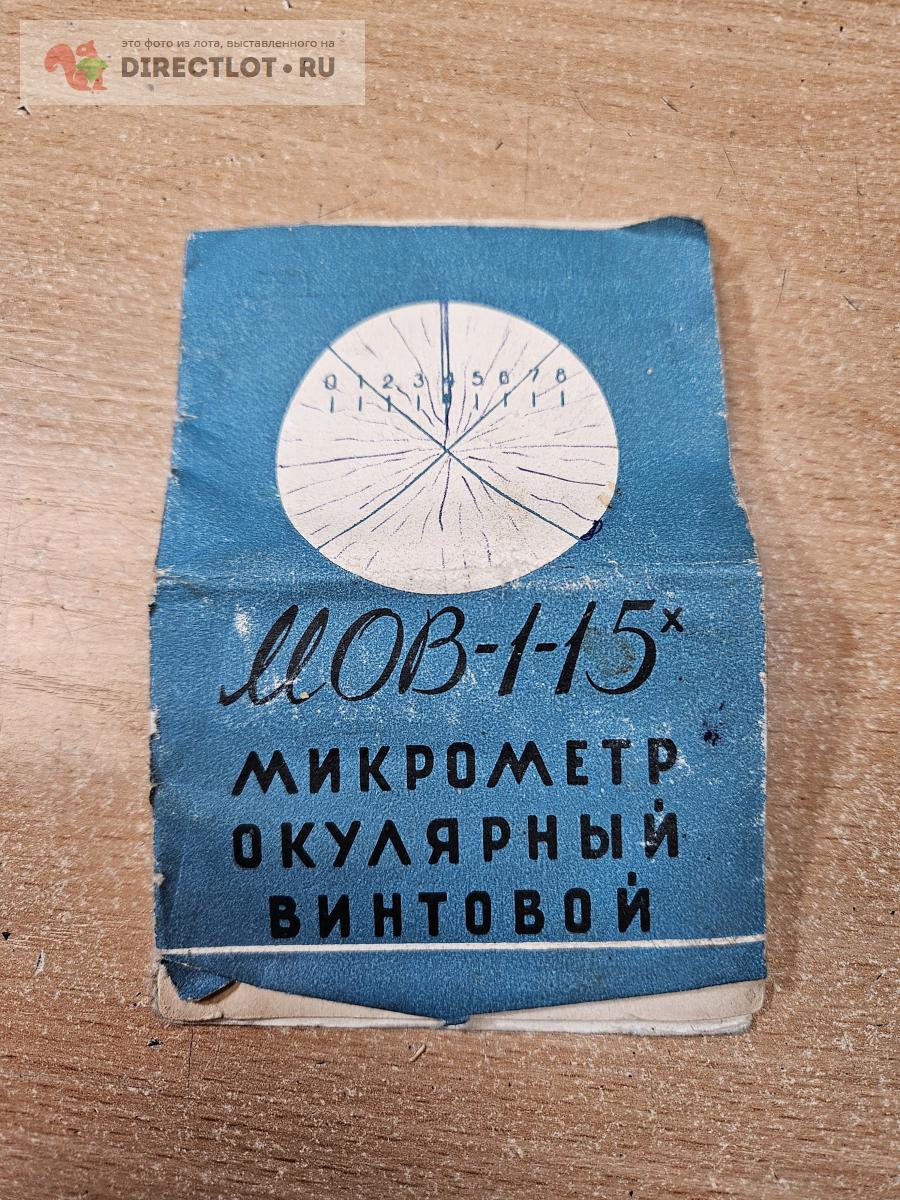 это фото из лота, выставленного на
DIRECTLOT.RU
0 1 2 3 4 5 6 7 8
МОВ-1-15ˣ
МИКРОМЕТР
ОКУЛЯРНЫЙ
ВИНТОВОЙ